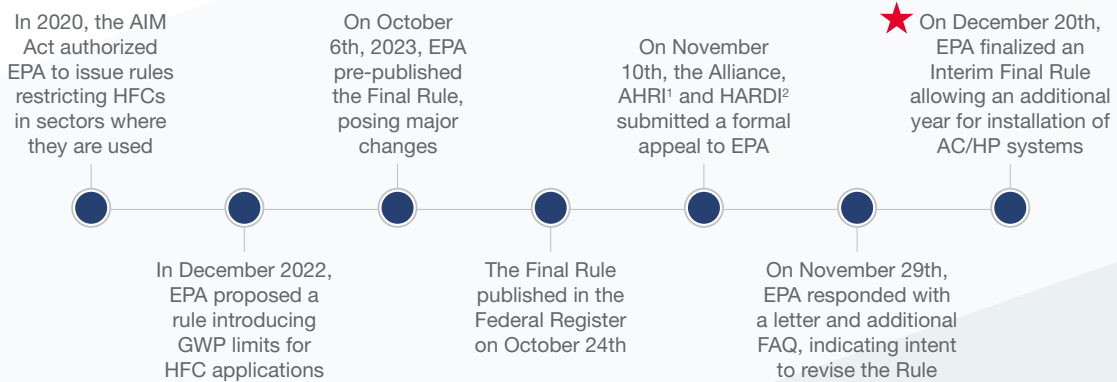 In 2020, the AIM
Act authorized
EPA to issue rules
restricting HFCs
in sectors where
they are used
In December 2022,
EPA proposed a
rule introducing
GWP limits for
HFC applications
On October
6th, 2023, EPA
pre-published
the Final Rule,
posing major
changes
The Final Rule
published in the
Federal Register
on October 24th
On November
10th, the Alliance,
AHRI¹ and HARDI²
submitted a formal
appeal to EPA
On November 29th,
EPA responded with
a letter and additional
FAQ, indicating intent
to revise the Rule
On December 20th,
EPA finalized an
Interim Final Rule
allowing an additional
year for installation of
AC/HP systems